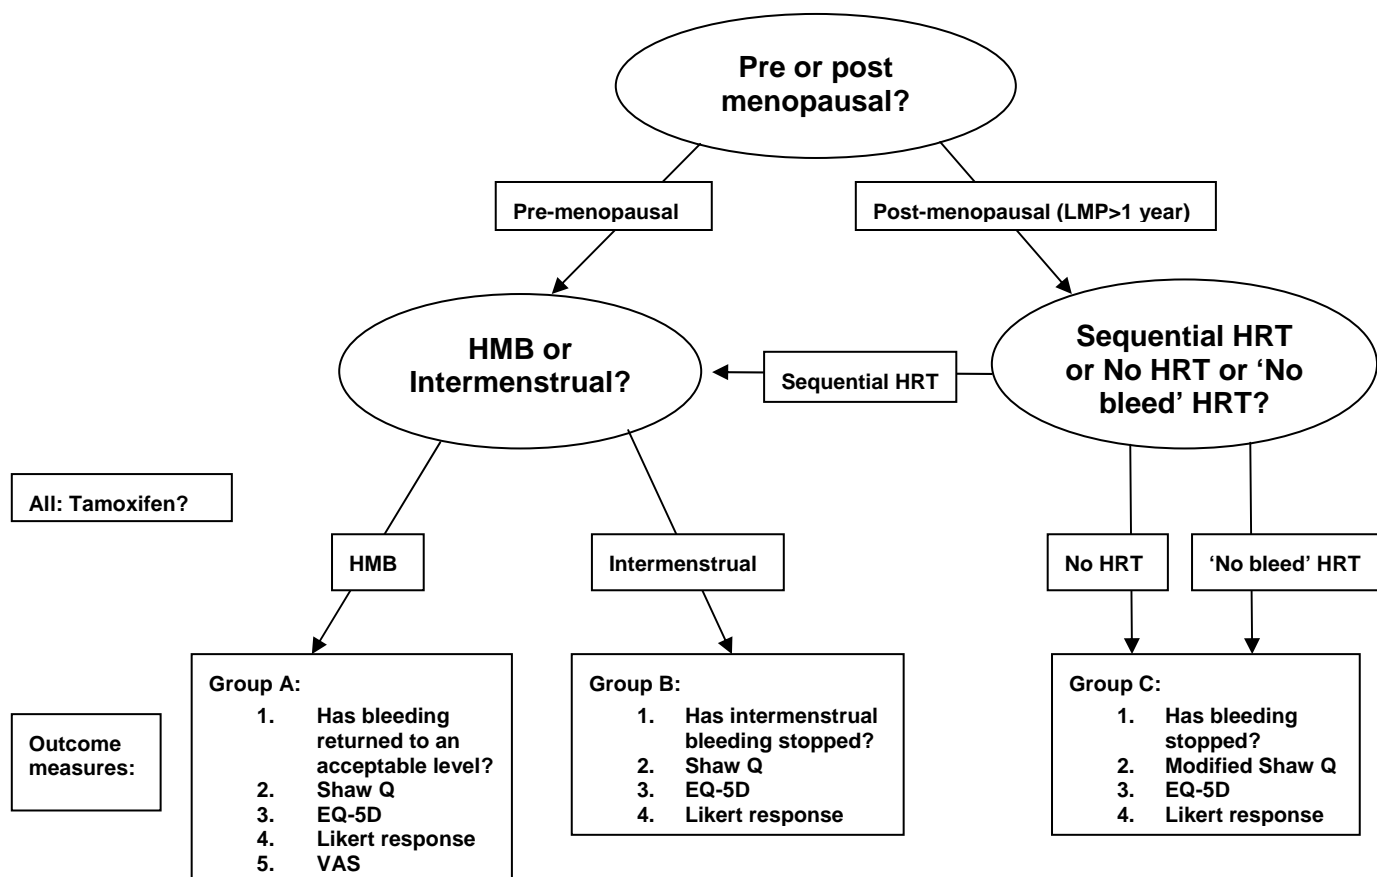 Pre or post
menopausal?
Pre-menopausal
Post-menopausal (LMP>1 year)
HMB or
Intermenstrual?
Sequential HRT
Sequential HRT
or No HRT or ‘No
bleed’ HRT?
All: Tamoxifen?
HMB
Intermenstrual
No HRT
‘No bleed’ HRT
Outcome
measures:
Group A:
1. Has bleeding
returned to an
acceptable level?
2. Shaw Q
3. EQ-5D
4. Likert response
5. VAS
Group B:
1. Has intermenstrual
bleeding stopped?
2. Shaw Q
3. EQ-5D
4. Likert response
Group C:
1. Has bleeding
stopped?
2. Modified Shaw Q
3. EQ-5D
4. Likert response